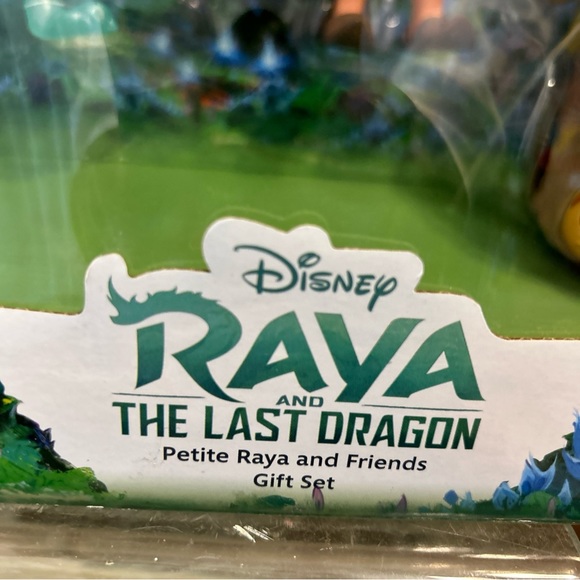 Disney
RAYA
AND
THE LAST DRAGON
Petite Raya and Friends
Gift Set